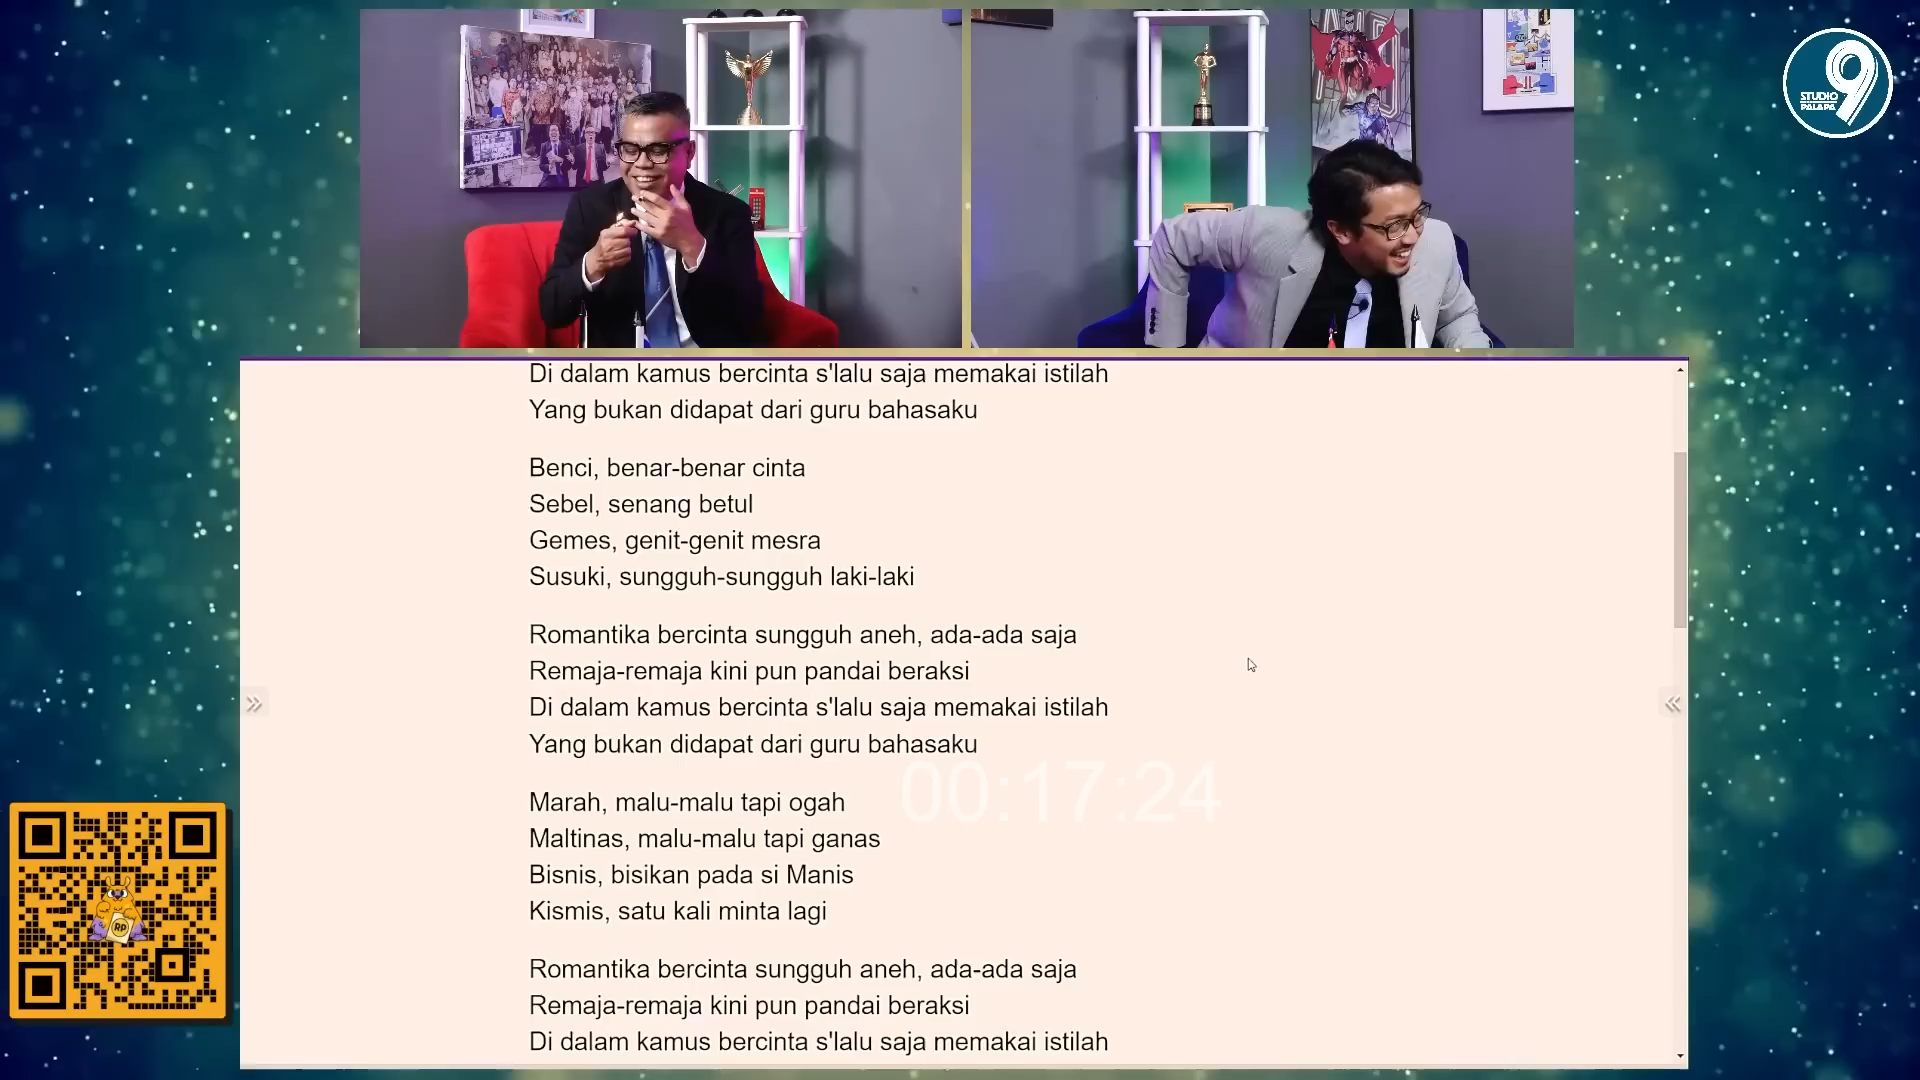 STUDIO
PALAPA
9
Di dalam kamus bercinta s'lalu saja memakai istilah
Yang bukan didapat dari guru bahasaku
Benci, benar-benar cinta
Sebel, senang betul
Gemes, genit-genit mesra
Susuki, sungguh-sungguh laki-laki
Romantika bercinta sungguh aneh, ada-ada saja
Remaja-remaja kini pun pandai beraksi
Di dalam kamus bercinta s'lalu saja memakai istilah
Yang bukan didapat dari guru bahasaku
00:17:24
Marah, malu-malu tapi ogah
Maltinas, malu-malu tapi ganas
Bisnis, bisikan pada si Manis
Kismis, satu kali minta lagi
RP
Romantika bercinta sungguh aneh, ada-ada saja
Remaja-remaja kini pun pandai beraksi
Di dalam kamus bercinta s'lalu saja memakai istilah